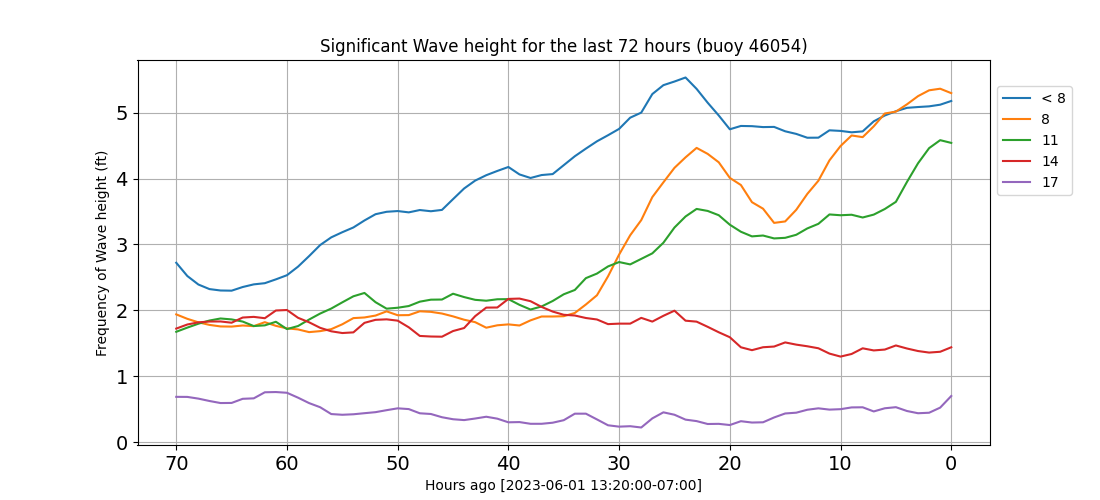 Significant Wave height for the last 72 hours (buoy 46054)
Frequency of Wave height (ft)
5
4
3
2
1
0
70 60 50 40 30 20 10 0
Hours ago [2023-06-01 13:20:00-07:00]
< 8
8
11
14
17